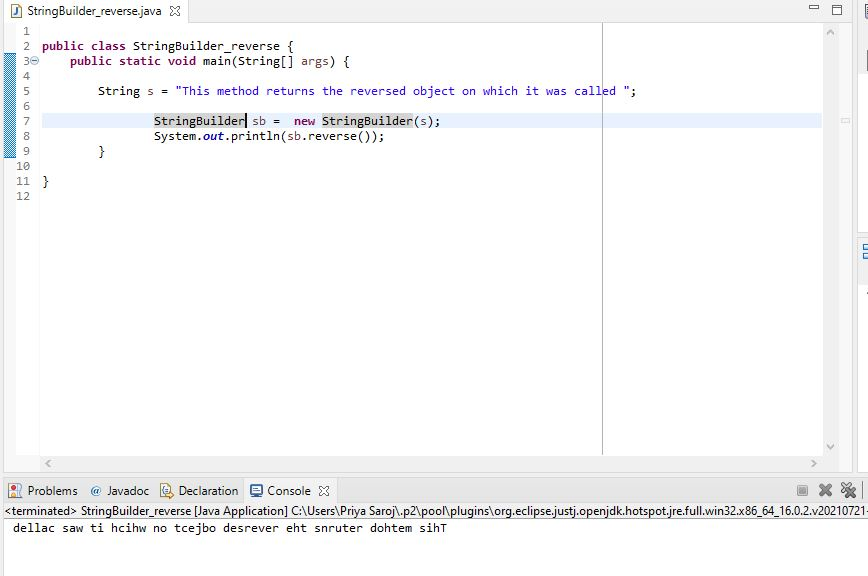 StringBuilder_reverse.java
1
2 public class StringBuilder_reverse {
3 public static void main(String[] args) {
4
5 String s = "This method returns the reversed object on which it was called ";
6
7 StringBuilder sb =  new StringBuilder(s);
8 System.out.println(sb.reverse());
9 }
10
11 }
12
Problems @ Javadoc Declaration Console
<terminated> StringBuilder_reverse [Java Application] C:\Users\Priya Saroj\.p2\pool\plugins\org.eclipse.justj.openjdk.hotspot.jre.full.win32.x86_64_16.0.2.v20210721-
 dellac saw ti hcihw no tcejbo desrever eht snruter dohtem sihT